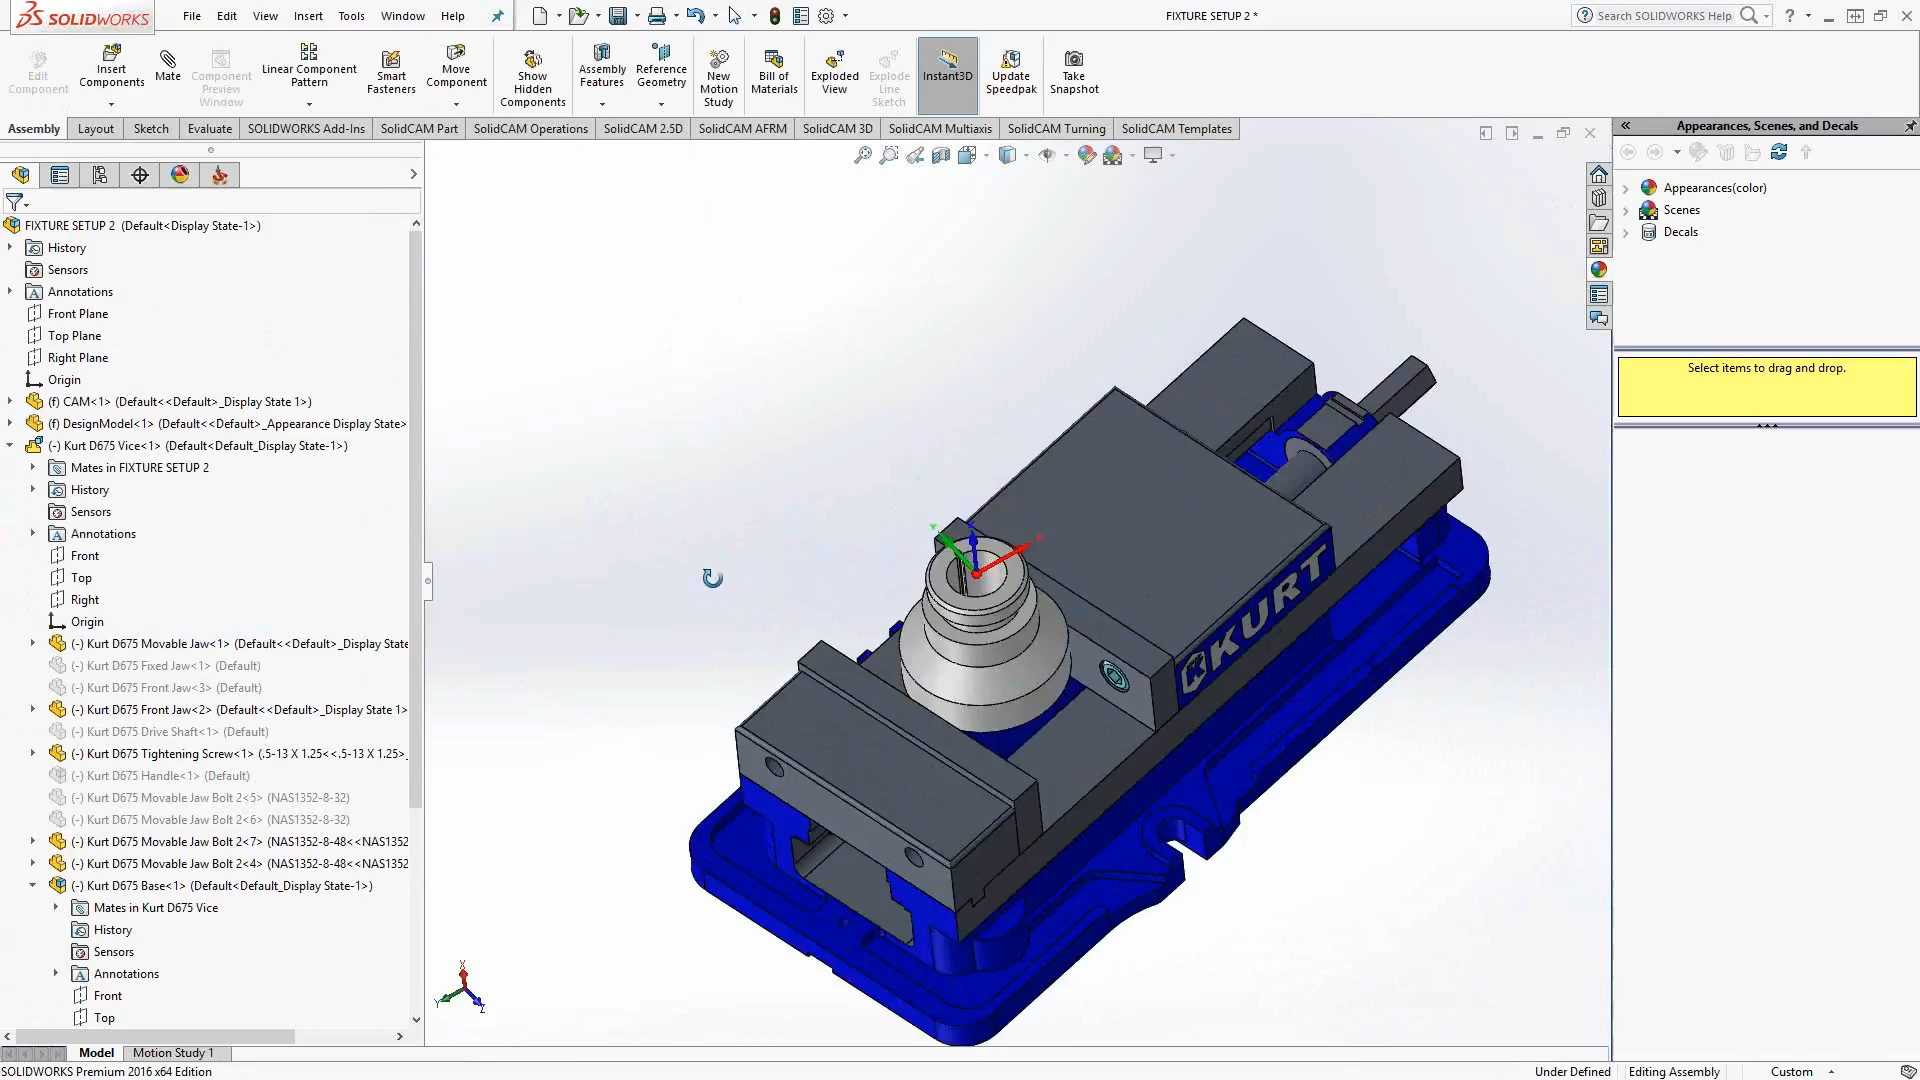 SOLIDWORKS
File Edit View Insert Tools Window Help
FIXTURE SETUP 2 *
Search SOLIDWORKS Help
Edit Component
Insert Components
Mate
Component Preview Window
Linear Component Pattern
Smart Fasteners
Move Component
Show Hidden Components
Assembly Features
Reference Geometry
New Motion Study
Bill of Materials
Exploded View
Explode Line Sketch
Instant3D
Update Speedpak
Take Snapshot
Assembly Layout Sketch Evaluate SOLIDWORKS Add-Ins SolidCAM Part SolidCAM Operations SolidCAM 2.5D SolidCAM AFRM SolidCAM 3D SolidCAM Multiaxis SolidCAM Turning SolidCAM Templates
FIXTURE SETUP 2 (Default<Display State-1>)
History
Sensors
Annotations
Front Plane
Top Plane
Right Plane
Origin
(f) CAM<1> (Default<<Default>_Display State 1>)
(f) DesignModel<1> (Default<<Default>_Appearance Display State>
(-) Kurt D675 Vice<1> (Default<Default_Display State-1>)
Mates in FIXTURE SETUP 2
History
Sensors
Annotations
Front
Top
Right
Origin
(-) Kurt D675 Movable Jaw<1> (Default<<Default>_Display State
(-) Kurt D675 Fixed Jaw<1> (Default)
(-) Kurt D675 Front Jaw<3> (Default)
(-) Kurt D675 Front Jaw<2> (Default<<Default>_Display State 1>
(-) Kurt D675 Drive Shaft<1> (Default)
(-) Kurt D675 Tightening Screw<1> (.5-13 X 1.25<<.5-13 X 1.25>_
(-) Kurt D675 Handle<1> (Default)
(-) Kurt D675 Movable Jaw Bolt 2<5> (NAS1352-8-32)
(-) Kurt D675 Movable Jaw Bolt 2<6> (NAS1352-8-32)
(-) Kurt D675 Movable Jaw Bolt 2<7> (NAS1352-8-48<<NAS1352
(-) Kurt D675 Movable Jaw Bolt 2<4> (NAS1352-8-48<<NAS1352
(-) Kurt D675 Base<1> (Default<Default_Display State-1>)
Mates in Kurt D675 Vice
History
Sensors
Annotations
Front
Top
KURT
X
Y
Z
Appearances, Scenes, and Decals
Appearances(color)
Scenes
Decals
Select items to drag and drop.
Model Motion Study 1
SOLIDWORKS Premium 2016 x64 Edition
Under Defined Editing Assembly Custom